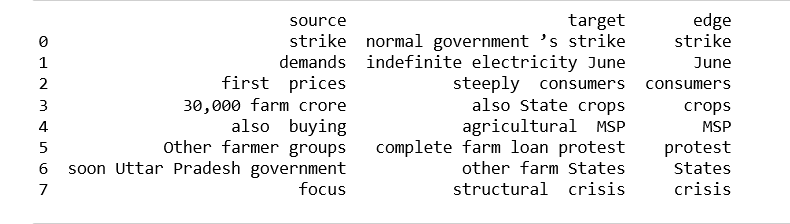 source target edge
0 strike normal government ’s strike strike
1 demands indefinite electricity June June
2 first  prices steeply  consumers consumers
3 30,000 farm crore also State crops crops
4 also  buying agricultural  MSP MSP
5 Other farmer groups complete farm loan protest protest
6 soon Uttar Pradesh government other farm States States
7 focus structural  crisis crisis